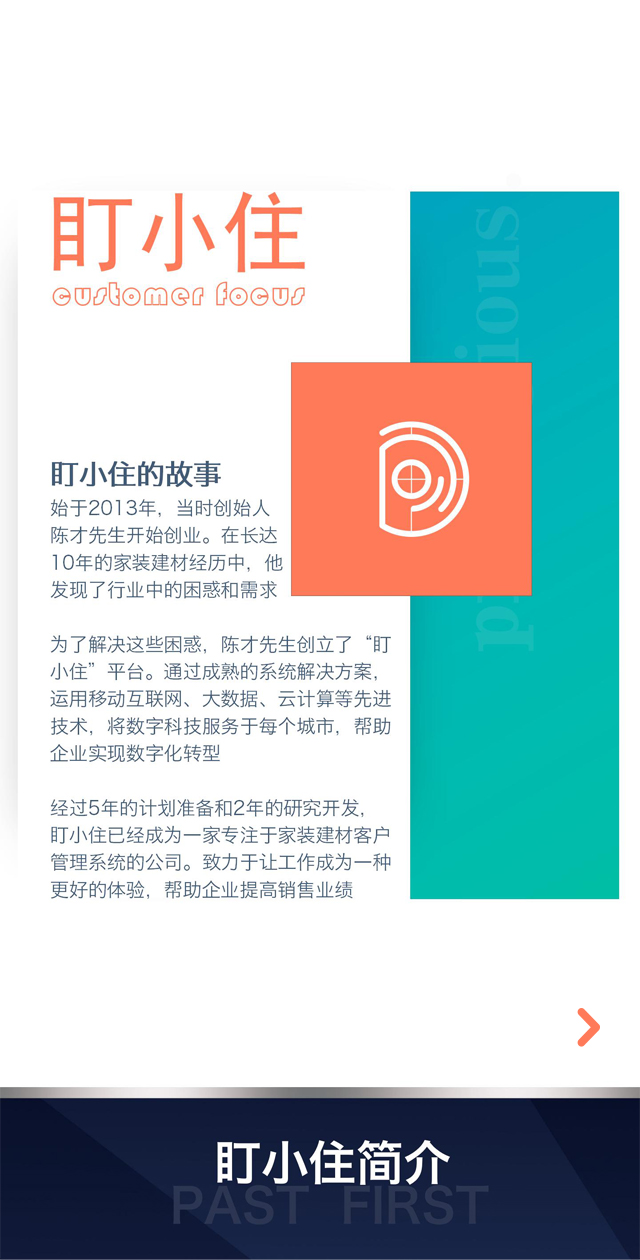 盯小住
customer focus
盯小住的故事
始于2013年，当时创始人
陈才先生开始创业。在长达
10年的家装建材经历中，他
发现了行业中的困惑和需求
为了解决这些困惑，陈才先生创立了“盯
小住”平台。通过成熟的系统解决方案，
运用移动互联网、大数据、云计算等先进
技术，将数字科技服务于每个城市，帮助
企业实现数字化转型
经过5年的计划准备和2年的研究开发，
盯小住已经成为一家专注于家装建材客户
管理系统的公司。致力于让工作成为一种
更好的体验，帮助企业提高销售业绩
盯小住简介
PAST FIRST